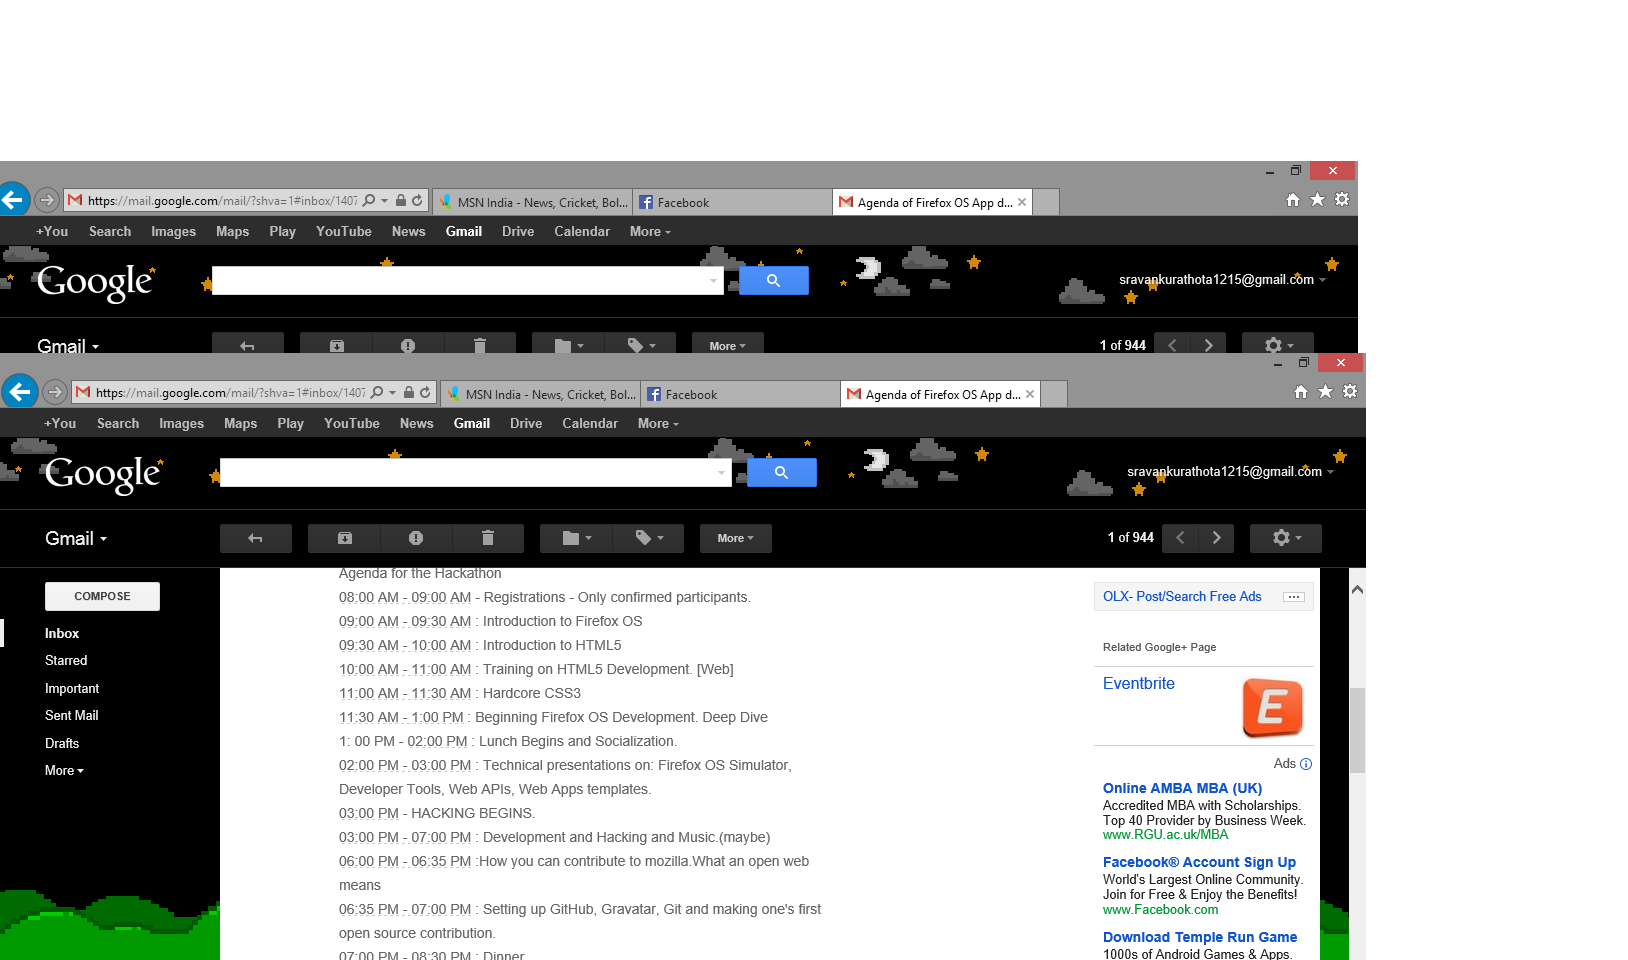 https://mail.google.com/mail/?shva=1#inbox/1407
MSN India - News, Cricket, Bol...
Facebook
Agenda of Firefox OS App d...
+You Search Images Maps Play YouTube News Gmail Drive Calendar More
Google
sravankurathota1215@gmail.com
Gmail
More
1 of 944
https://mail.google.com/mail/?shva=1#inbox/1407
MSN India - News, Cricket, Bol...
Facebook
Agenda of Firefox OS App d...
+You Search Images Maps Play YouTube News Gmail Drive Calendar More
Google
sravankurathota1215@gmail.com
Gmail
More
1 of 944
COMPOSE
Inbox
Starred
Important
Sent Mail
Drafts
More
Agenda for the Hackathon
08:00 AM - 09:00 AM - Registrations - Only confirmed participants.
09:00 AM - 09:30 AM : Introduction to Firefox OS
09:30 AM - 10:00 AM : Introduction to HTML5
10:00 AM - 11:00 AM : Training on HTML5 Development. [Web]
11:00 AM - 11:30 AM : Hardcore CSS3
11:30 AM - 1:00 PM : Beginning Firefox OS Development. Deep Dive
1: 00 PM - 02:00 PM : Lunch Begins and Socialization.
02:00 PM - 03:00 PM : Technical presentations on: Firefox OS Simulator,
Developer Tools, Web APIs, Web Apps templates.
03:00 PM - HACKING BEGINS.
03:00 PM - 07:00 PM : Development and Hacking and Music.(maybe)
06:00 PM - 06:35 PM :How you can contribute to mozilla.What an open web
means
06:35 PM - 07:00 PM : Setting up GitHub, Gravatar, Git and making one's first
open source contribution.
07:00 PM - 08:30 PM : Dinner
OLX- Post/Search Free Ads
Related Google+ Page
Eventbrite
E
Ads
Online AMBA MBA (UK)
Accredited MBA with Scholarships.
Top 40 Provider by Business Week.
www.RGU.ac.uk/MBA
Facebook® Account Sign Up
World's Largest Online Community.
Join for Free & Enjoy the Benefits!
www.Facebook.com
Download Temple Run Game
1000s of Android Games & Apps.